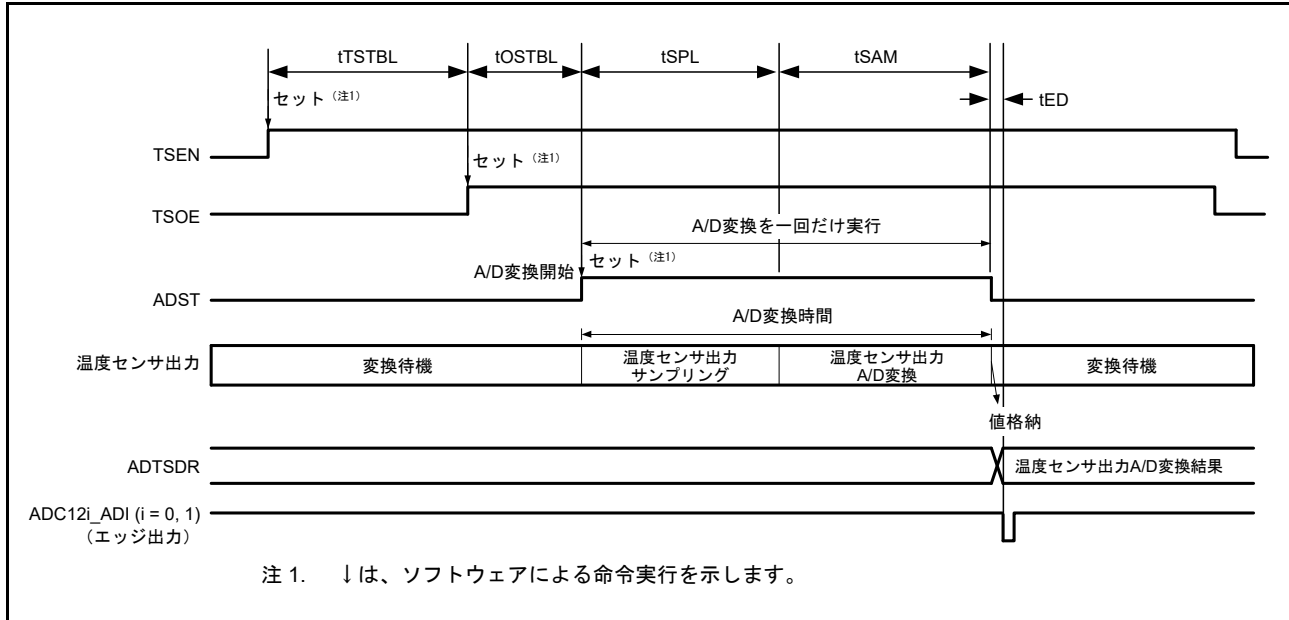 tTSTBL
tOSTBL
tSPL
tSAM
tED
セット（注1）
TSEN
セット（注1）
TSOE
A/D変換を一回だけ実行
A/D変換開始
セット（注1）
ADST
A/D変換時間
温度センサ出力
変換待機
温度センサ出力
サンプリング
温度センサ出力
A/D変換
変換待機
値格納
ADTSDR
温度センサ出力A/D変換結果
ADC12i_ADI (i = 0, 1)
（エッジ出力）
注 1. ↓は、ソフトウェアによる命令実行を示します。